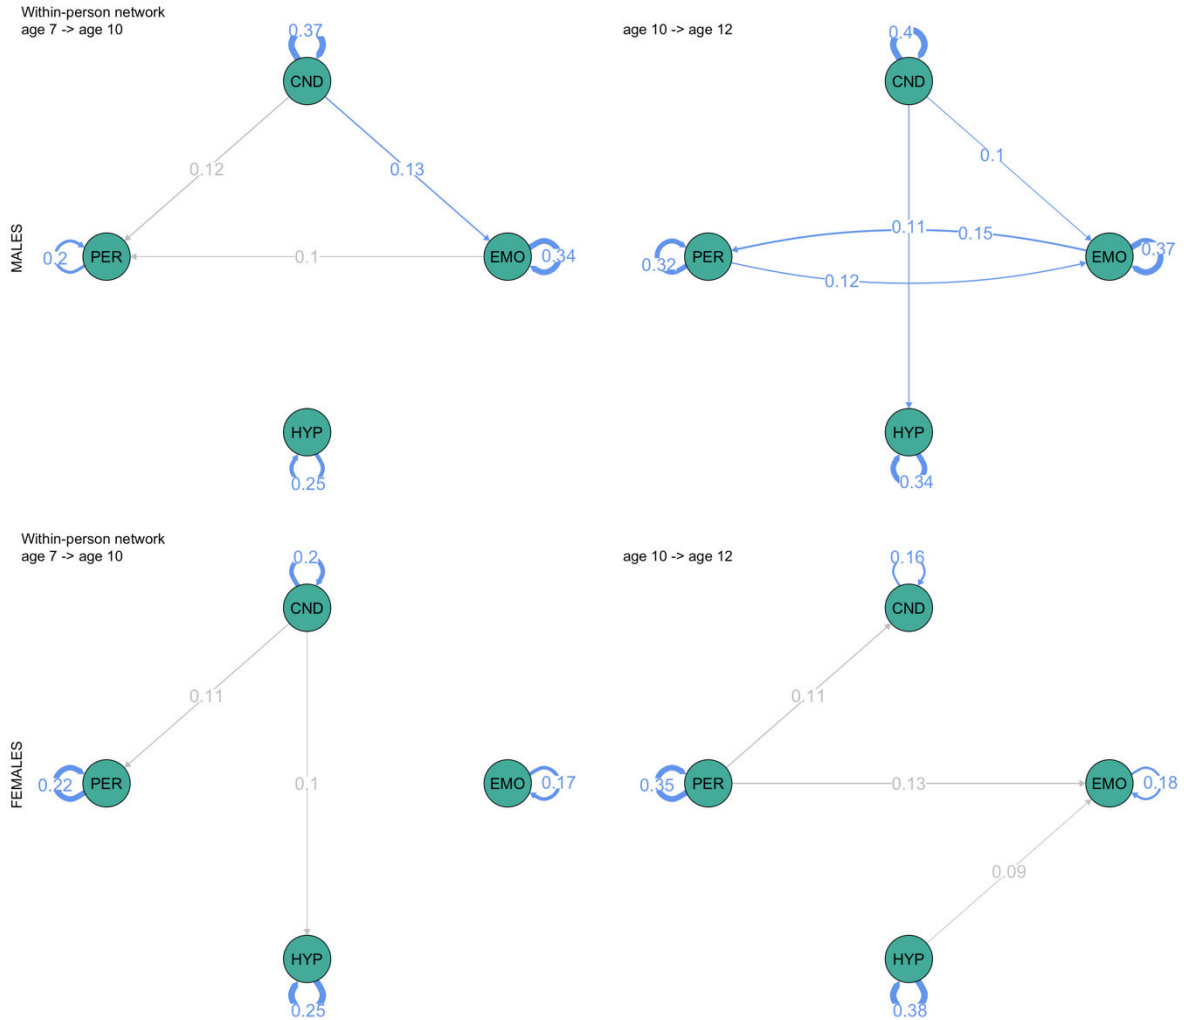 Within-person network
age 7 -> age 10
0.37
CND
0.12
0.13
MALES
0.2
PER
0.1
EMO
0.34
HYP
0.25
age 10 -> age 12
0.4
CND
0.1
0.11
0.15
0.32
PER
0.12
EMO
0.37
HYP
0.34
Within-person network
age 7 -> age 10
0.2
CND
0.11
FEMALES
0.22
PER
0.1
EMO
0.17
HYP
0.25
age 10 -> age 12
0.16
CND
0.11
0.35
PER
0.13
EMO
0.18
0.09
HYP
0.38